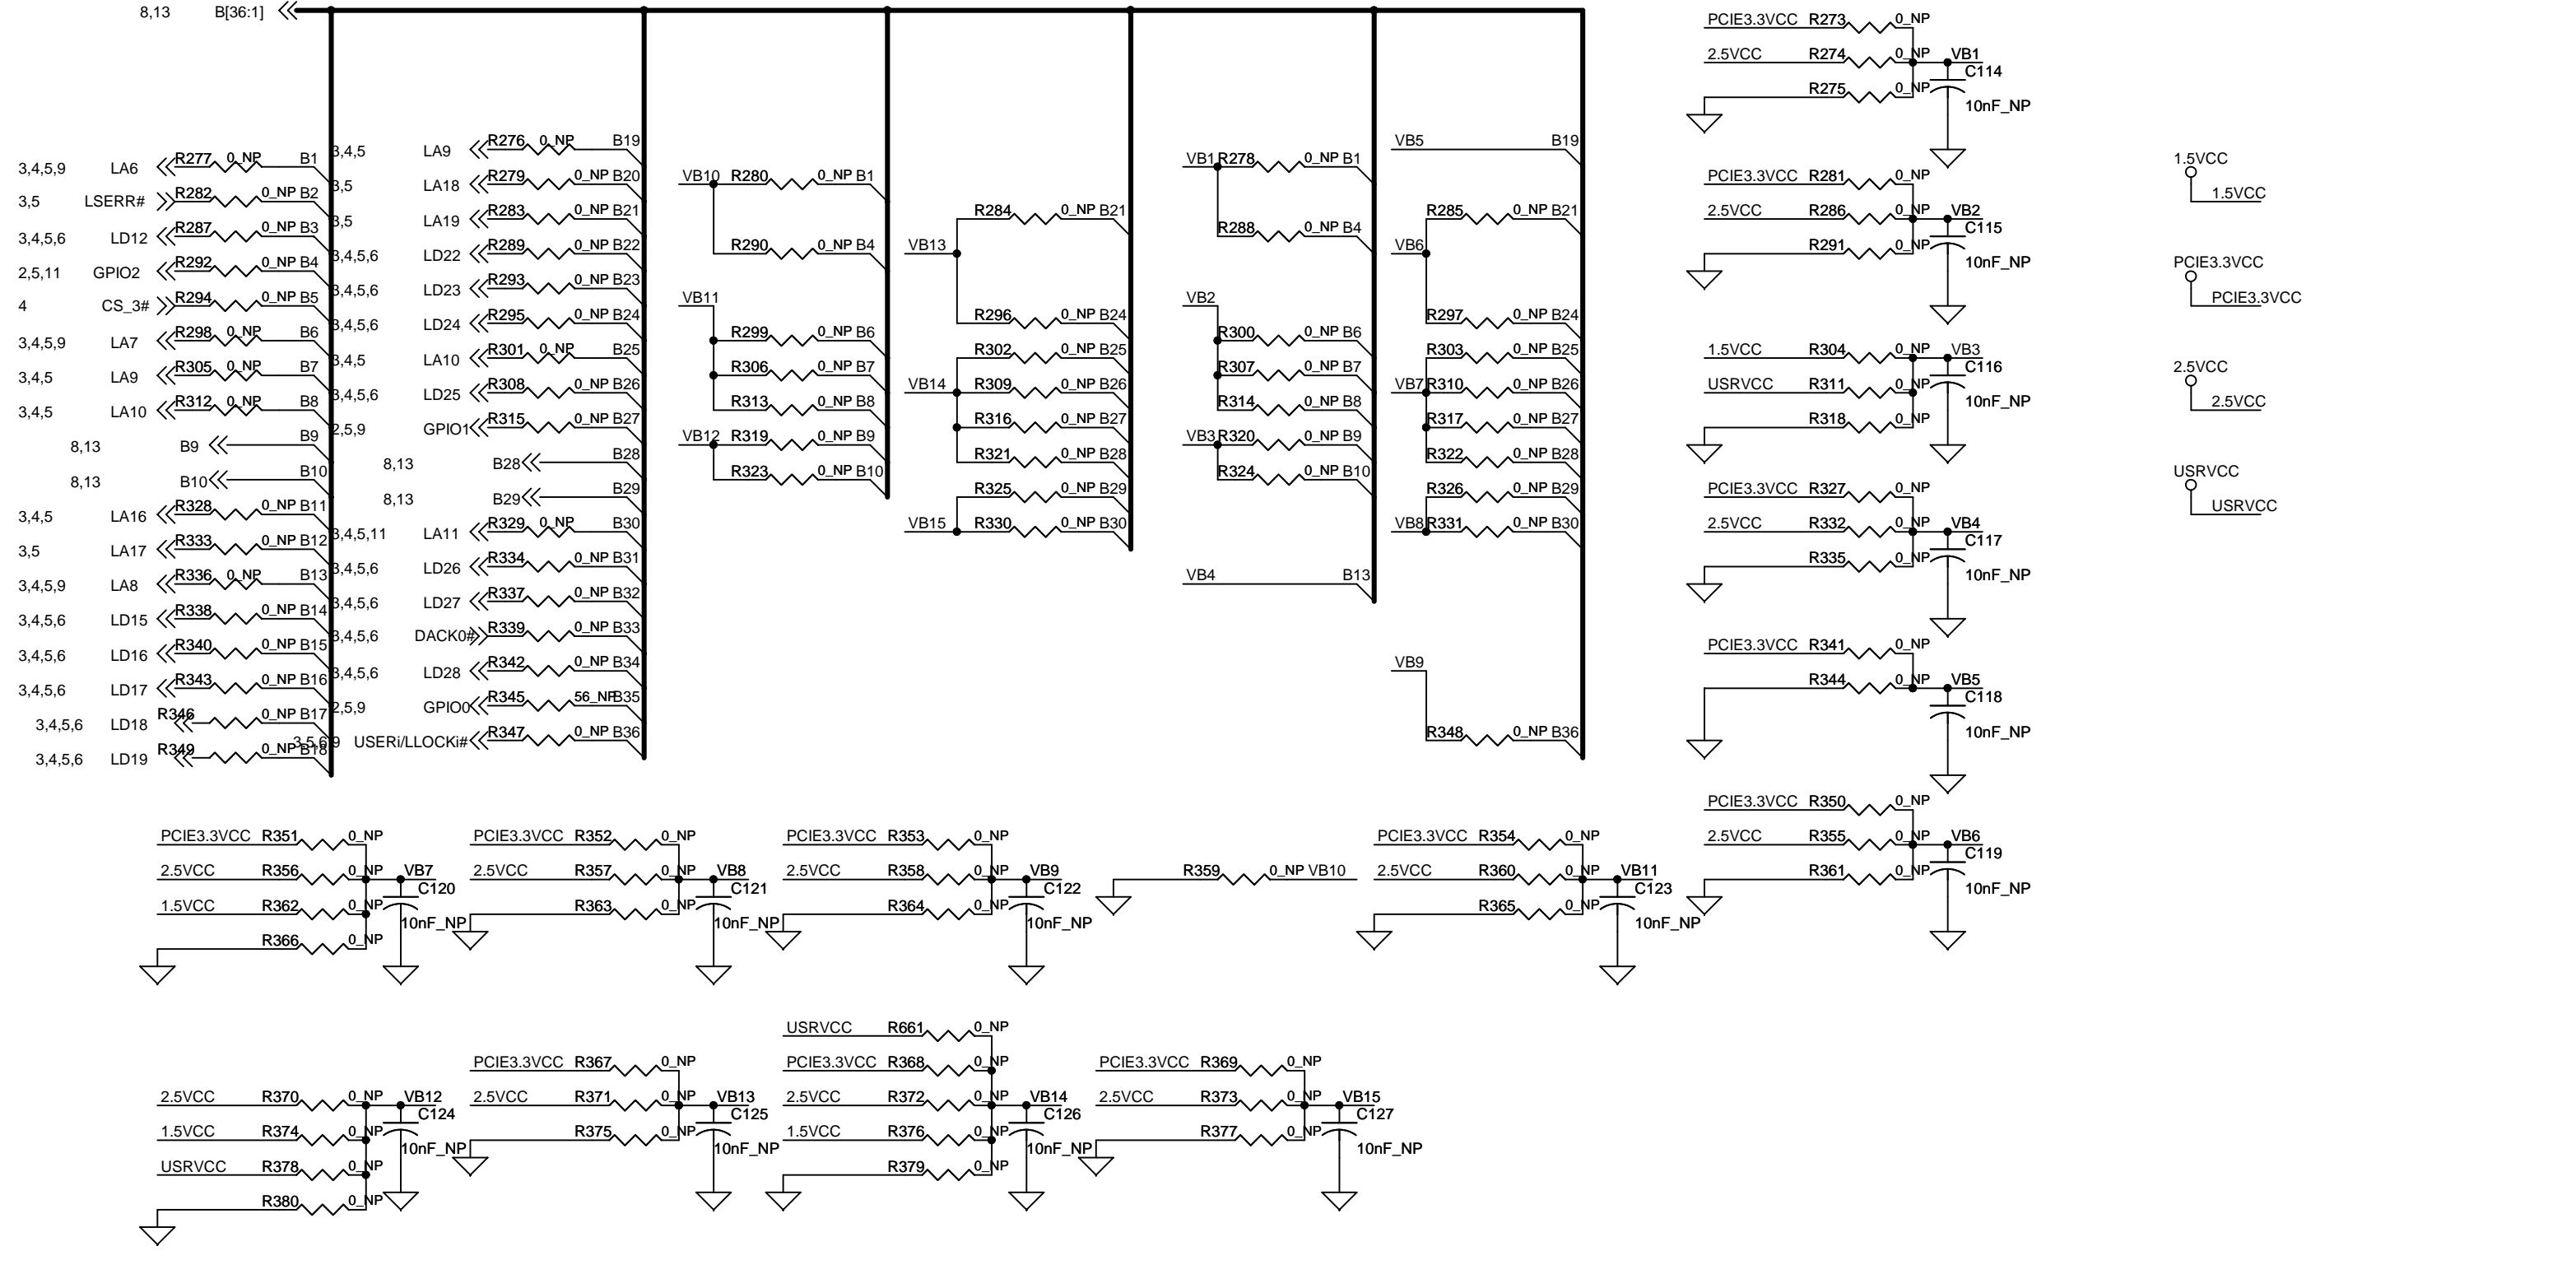 8,13 B[36:1]
3,4,5,9 LA6 R277 0_NP B1
3,5 LSERR# R282 0_NP B2
3,4,5,6 LD12 R287 0_NP B3
2,5,11 GPIO2 R292 0_NP B4
4 CS_3# R294 0_NP B5
3,4,5,9 LA7 R298 0_NP B6
3,4,5 LA9 R305 0_NP B7
3,4,5 LA10 R312 0_NP B8
8,13 B9 B9
8,13 B10 B10
3,4,5 LA16 R328 0_NP B11
3,5 LA17 R333 0_NP B12
3,4,5,9 LA8 R336 0_NP B13
3,4,5,6 LD15 R338 0_NP B14
3,4,5,6 LD16 R340 0_NP B15
3,4,5,6 LD17 R343 0_NP B16
3,4,5,6 LD18 R346 0_NP B17
3,4,5,6 LD19 R349 0_NP B18
3,4,5 LA9 R276 0_NP B19
3,5 LA18 R279 0_NP B20
3,5 LA19 R283 0_NP B21
3,4,5,6 LD22 R289 0_NP B22
3,4,5,6 LD23 R293 0_NP B23
3,4,5,6 LD24 R295 0_NP B24
3,4,5 LA10 R301 0_NP B25
3,4,5,6 LD25 R308 0_NP B26
2,5,9 GPIO1 R315 0_NP B27
8,13 B28 B28
8,13 B29 B29
3,4,5,11 LA11 R329 0_NP B30
3,4,5,6 LD26 R334 0_NP B31
3,4,5,6 LD27 R337 0_NP B32
3,4,5,6 DACK0# R339 0_NP B33
3,4,5,6 LD28 R342 0_NP B34
2,5,9 GPIO0 R345 56_NP B35
3,5,6,9 USERi/LLOCKi# R347 0_NP B36
VB10 R280 0_NP B1
R290 0_NP B4
VB11
R299 0_NP B6
R306 0_NP B7
R313 0_NP B8
VB12 R319 0_NP B9
R323 0_NP B10
R284 0_NP B21
VB13
R296 0_NP B24
R302 0_NP B25
VB14 R309 0_NP B26
R316 0_NP B27
R321 0_NP B28
R325 0_NP B29
VB15 R330 0_NP B30
VB1 R278 0_NP B1
R288 0_NP B4
VB2
R300 0_NP B6
R307 0_NP B7
R314 0_NP B8
VB3 R320 0_NP B9
R324 0_NP B10
VB4 B13
VB5 B19
R285 0_NP B21
VB6
R297 0_NP B24
R303 0_NP B25
VB7 R310 0_NP B26
R317 0_NP B27
R322 0_NP B28
R326 0_NP B29
VB8 R331 0_NP B30
VB9
R348 0_NP B36
PCIE3.3VCC R273 0_NP
2.5VCC R274 0_NP VB1
C114
R275 0_NP
10nF_NP
PCIE3.3VCC R281 0_NP
2.5VCC R286 0_NP VB2
C115
R291 0_NP
10nF_NP
1.5VCC R304 0_NP VB3
C116
USRVCC R311 0_NP
10nF_NP
R318 0_NP
PCIE3.3VCC R327 0_NP
2.5VCC R332 0_NP VB4
C117
R335 0_NP
10nF_NP
PCIE3.3VCC R341 0_NP
R344 0_NP VB5
C118
10nF_NP
PCIE3.3VCC R350 0_NP
2.5VCC R355 0_NP VB6
C119
R361 0_NP
10nF_NP
1.5VCC
1.5VCC
PCIE3.3VCC
PCIE3.3VCC
2.5VCC
2.5VCC
USRVCC
USRVCC
PCIE3.3VCC R351 0_NP
2.5VCC R356 0_NP VB7
C120
1.5VCC R362 0_NP
10nF_NP
R366 0_NP
PCIE3.3VCC R352 0_NP
2.5VCC R357 0_NP VB8
C121
R363 0_NP
10nF_NP
PCIE3.3VCC R353 0_NP
2.5VCC R358 0_NP VB9
C122
R364 0_NP
10nF_NP
R359 0_NP VB10
PCIE3.3VCC R354 0_NP
2.5VCC R360 0_NP VB11
C123
R365 0_NP
10nF_NP
2.5VCC R370 0_NP VB12
C124
1.5VCC R374 0_NP
10nF_NP
USRVCC R378 0_NP
R380 0_NP
PCIE3.3VCC R367 0_NP
2.5VCC R371 0_NP VB13
C125
R375 0_NP
10nF_NP
USRVCC R661 0_NP
PCIE3.3VCC R368 0_NP
2.5VCC R372 0_NP VB14
C126
1.5VCC R376 0_NP
10nF_NP
R379 0_NP
PCIE3.3VCC R369 0_NP
2.5VCC R373 0_NP VB15
C127
R377 0_NP
10nF_NP